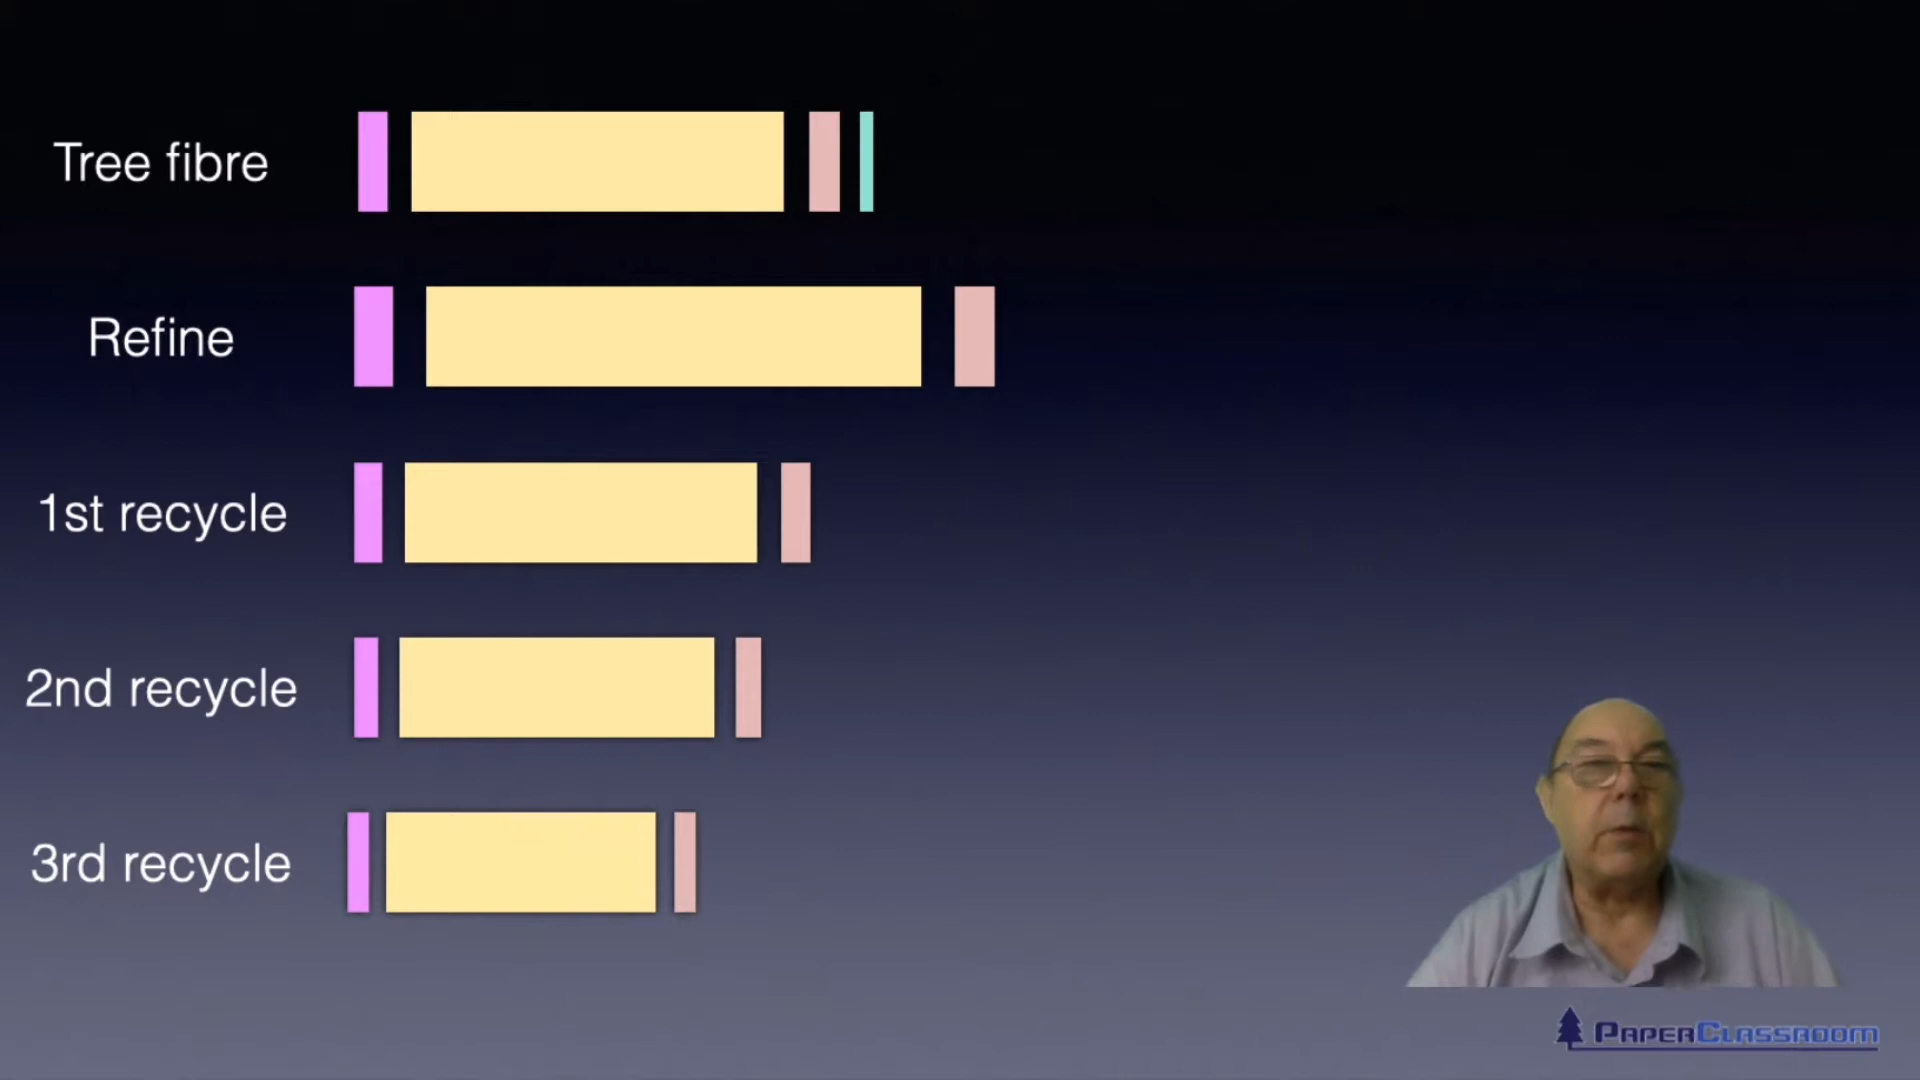 Tree fibre
Refine
1st recycle
2nd recycle
3rd recycle
PaperClassroom